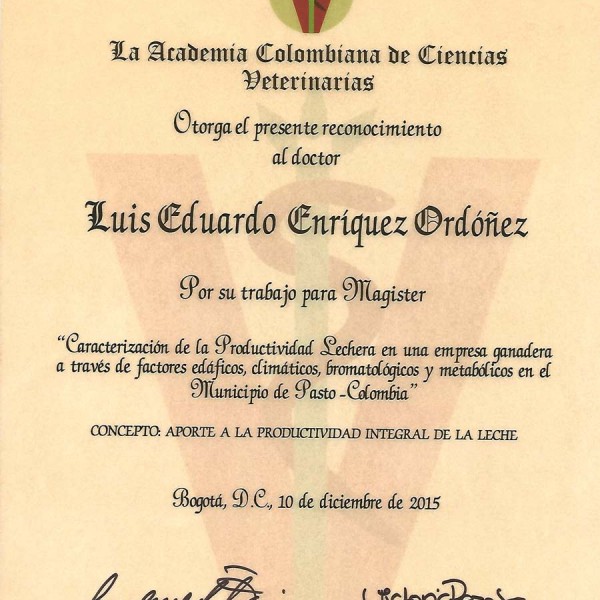 La Academia Colombiana de Ciencias
Veterinarias
Otorga el presente reconocimiento
al doctor
Luis Eduardo Enríquez Ordóñez
Por su trabajo para Magister
“Caracterización de la Productividad Lechera en una empresa ganadera
a través de factores edáficos, climáticos, bromatológicos y metabólicos en el
Municipio de Pasto -Colombia”
CONCEPTO: APORTE A LA PRODUCTIVIDAD INTEGRAL DE LA LECHE
Bogotá, D.C., 10 de diciembre de 2015